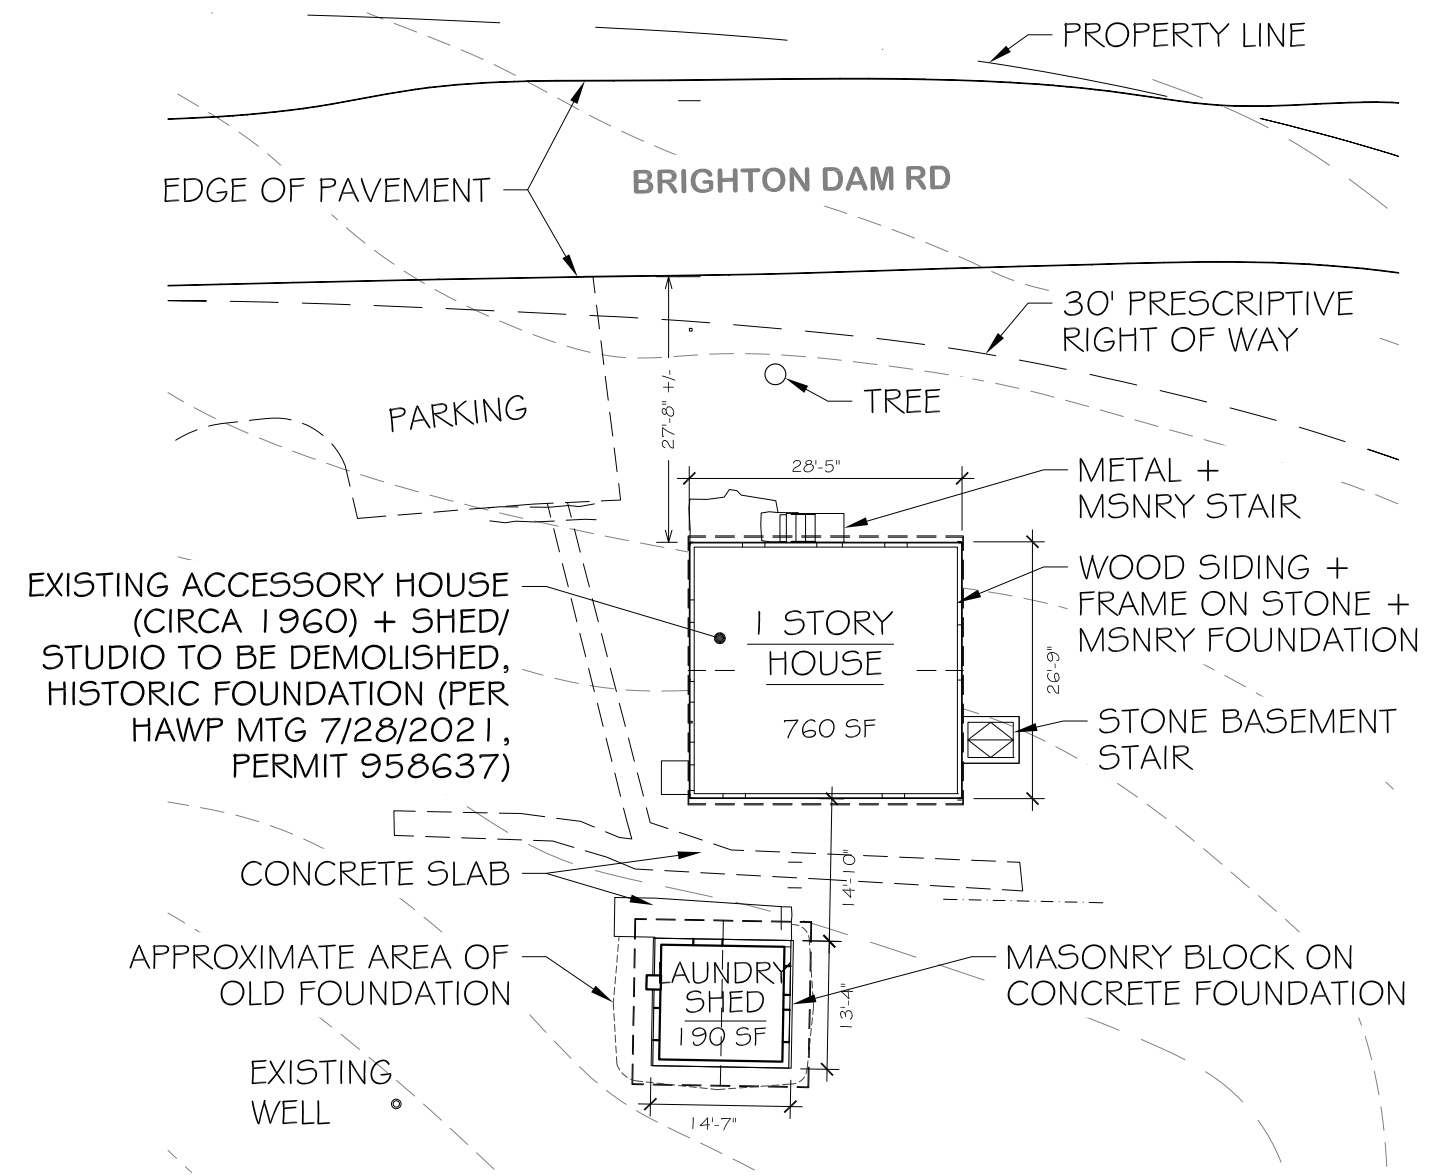 PROPERTY LINE
EDGE OF PAVEMENT
BRIGHTON DAM RD
30' PRESCRIPTIVE
RIGHT OF WAY
27'-8" +/-
TREE
PARKING
28'-5"
METAL +
MSNRY STAIR
EXISTING ACCESSORY HOUSE
(CIRCA 1960) + SHED/
STUDIO TO BE DEMOLISHED,
HISTORIC FOUNDATION (PER
HAWP MTG 7/28/2021,
PERMIT 958637)
1 STORY
HOUSE
760 SF
WOOD SIDING +
FRAME ON STONE +
MSNRY FOUNDATION
26'-9"
STONE BASEMENT
STAIR
CONCRETE SLAB
14'-10"
APPROXIMATE AREA OF
OLD FOUNDATION
LAUNDRY
SHED
190 SF
13'-4"
MASONRY BLOCK ON
CONCRETE FOUNDATION
EXISTING
WELL
14'-7"